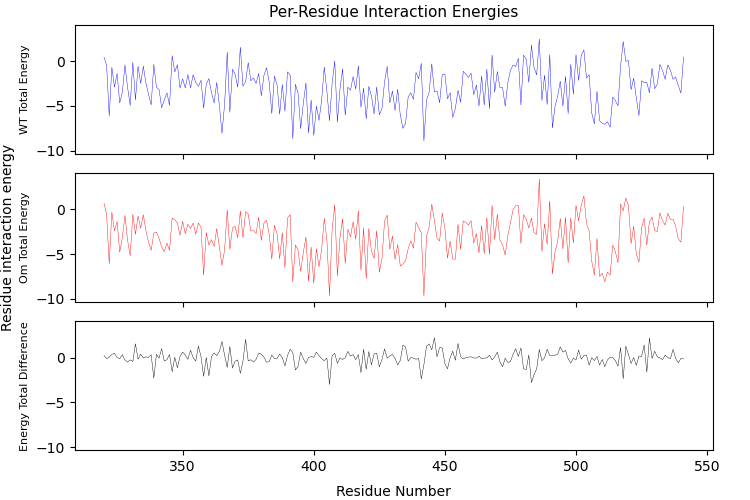 Per-Residue Interaction Energies
Residue interaction energy
WT Total Energy
0
−5
−10
Om Total Energy
0
−5
−10
Energy Total Difference
0
−5
−10
350 400 450 500 550
Residue Number